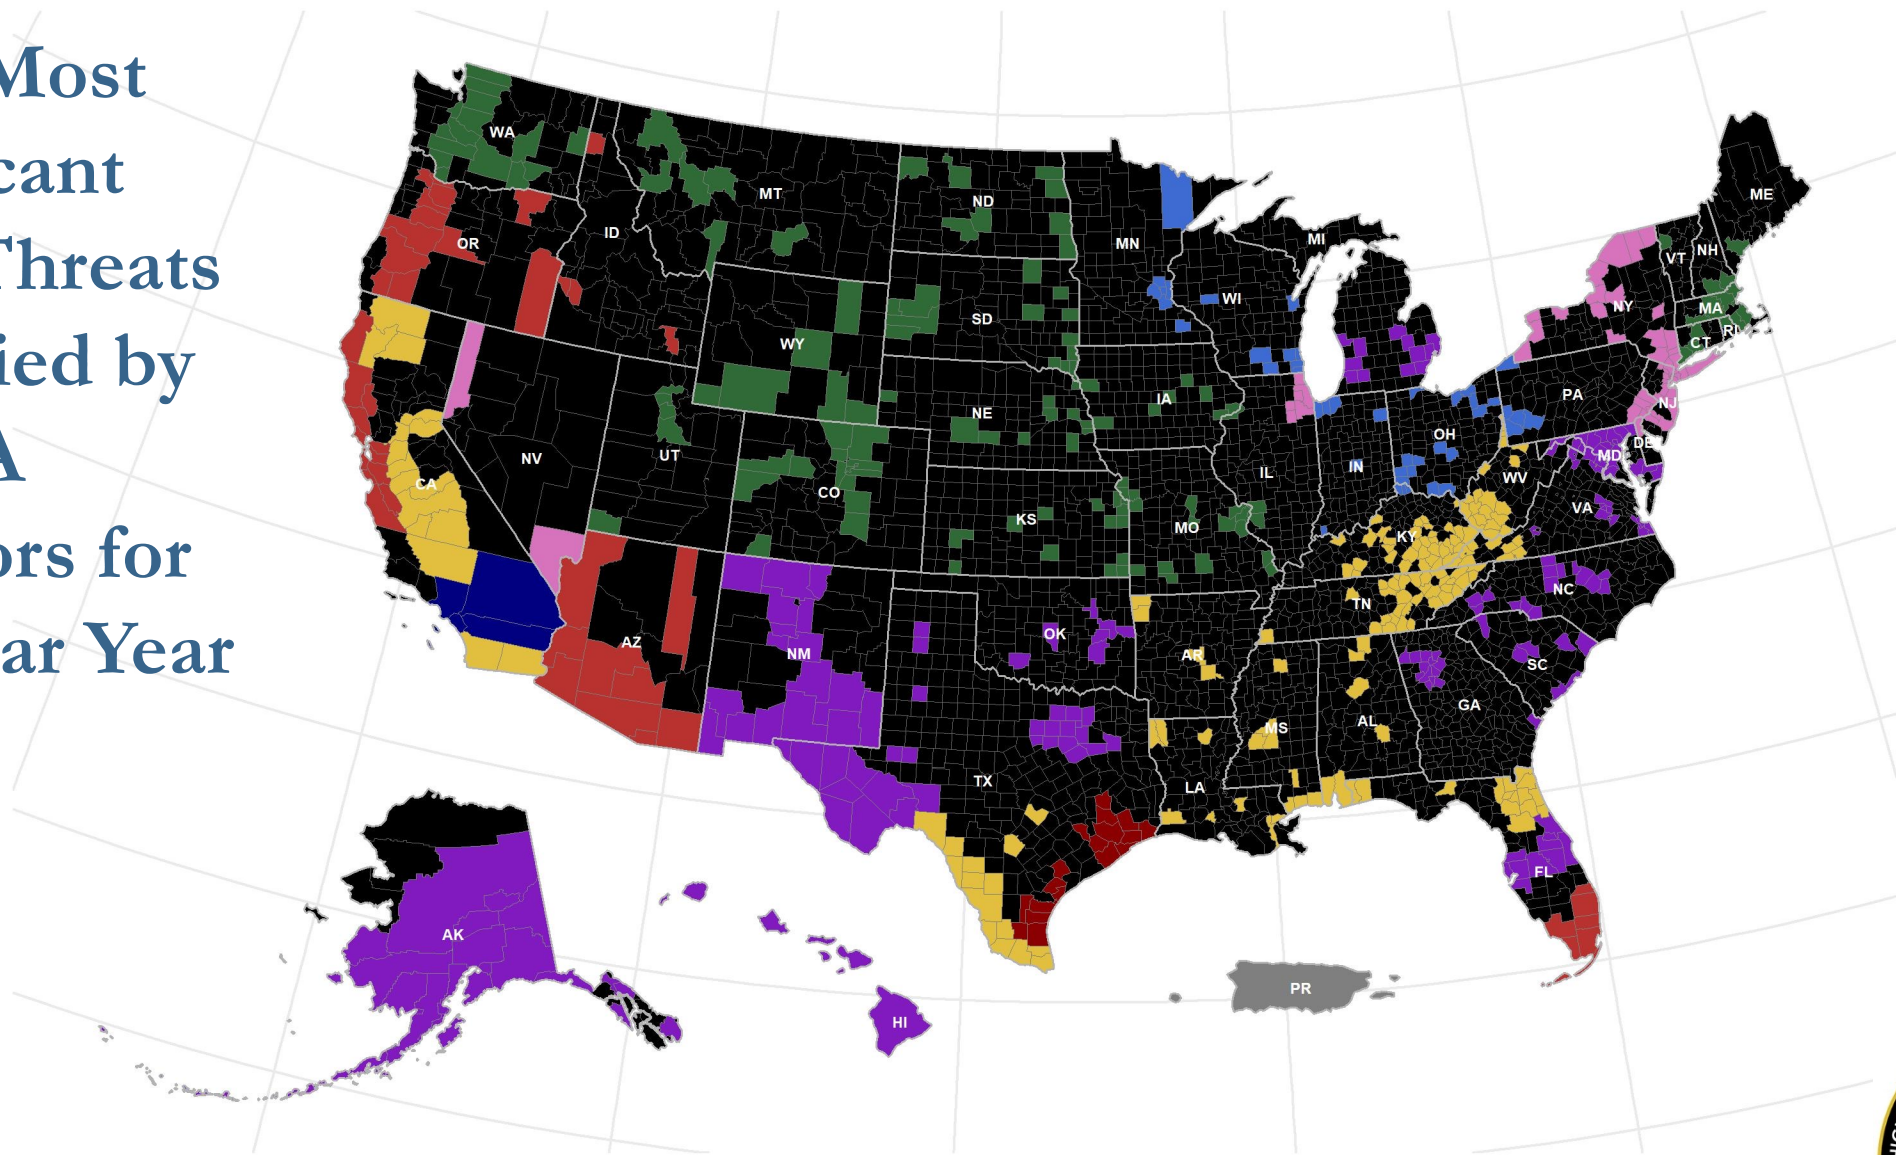 Most
cant
Threats
ied by
A
ors for
ar Year
WA
MT
ND
MN
MI
ME
OR
ID
SD
WI
VT
NH
NY
MA
RI
CT
WY
NE
IA
PA
NJ
NV
UT
CO
IL
IN
OH
DE
MD
WV
VA
CA
KS
MO
KY
NC
AZ
NM
OK
TN
AR
SC
TX
LA
MS
AL
GA
FL
AK
HI
PR